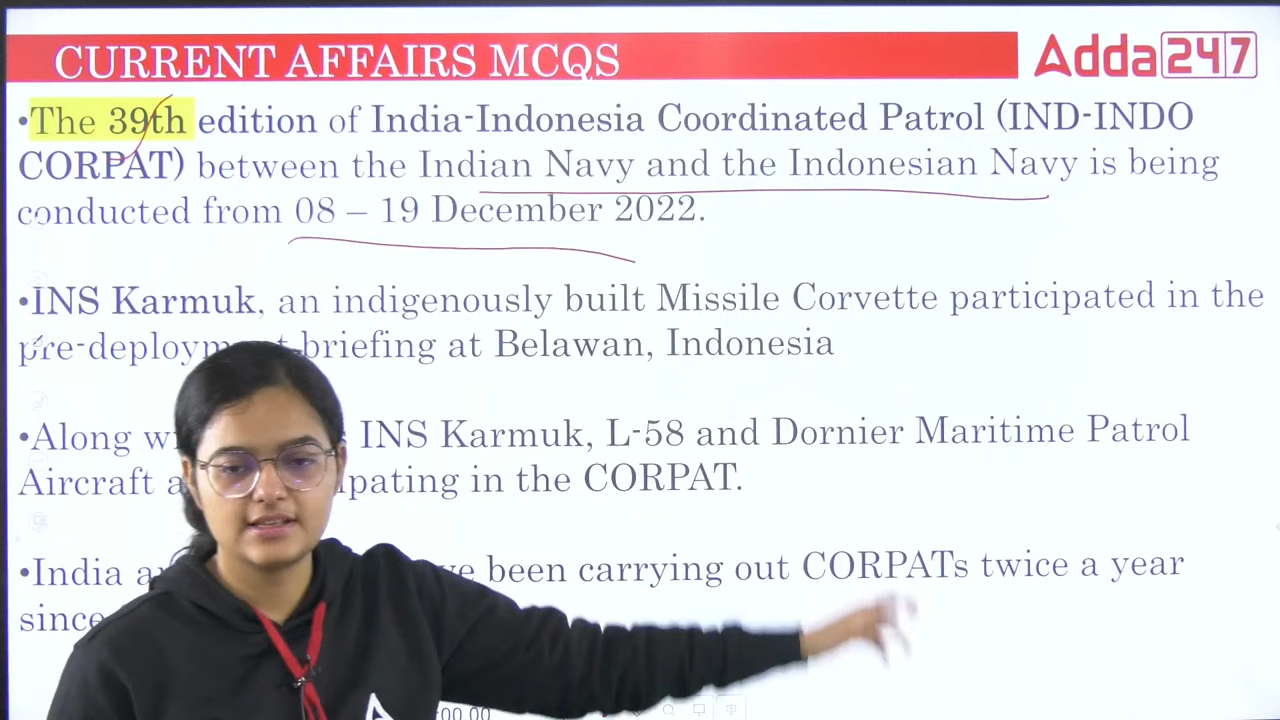 CURRENT AFFAIRS MCQS
Adda247
•The 39th edition of India-Indonesia Coordinated Patrol (IND-INDO
CORPAT) between the Indian Navy and the Indonesian Navy is being
conducted from 08 – 19 December 2022.
•INS Karmuk, an indigenously built Missile Corvette participated in the
pre-deployment briefing at Belawan, Indonesia
•Along INS Karmuk, L-58 and Dornier Maritime Patrol
Aircraft in the CORPAT.
•India been carrying out CORPATs twice a year
since
00.00